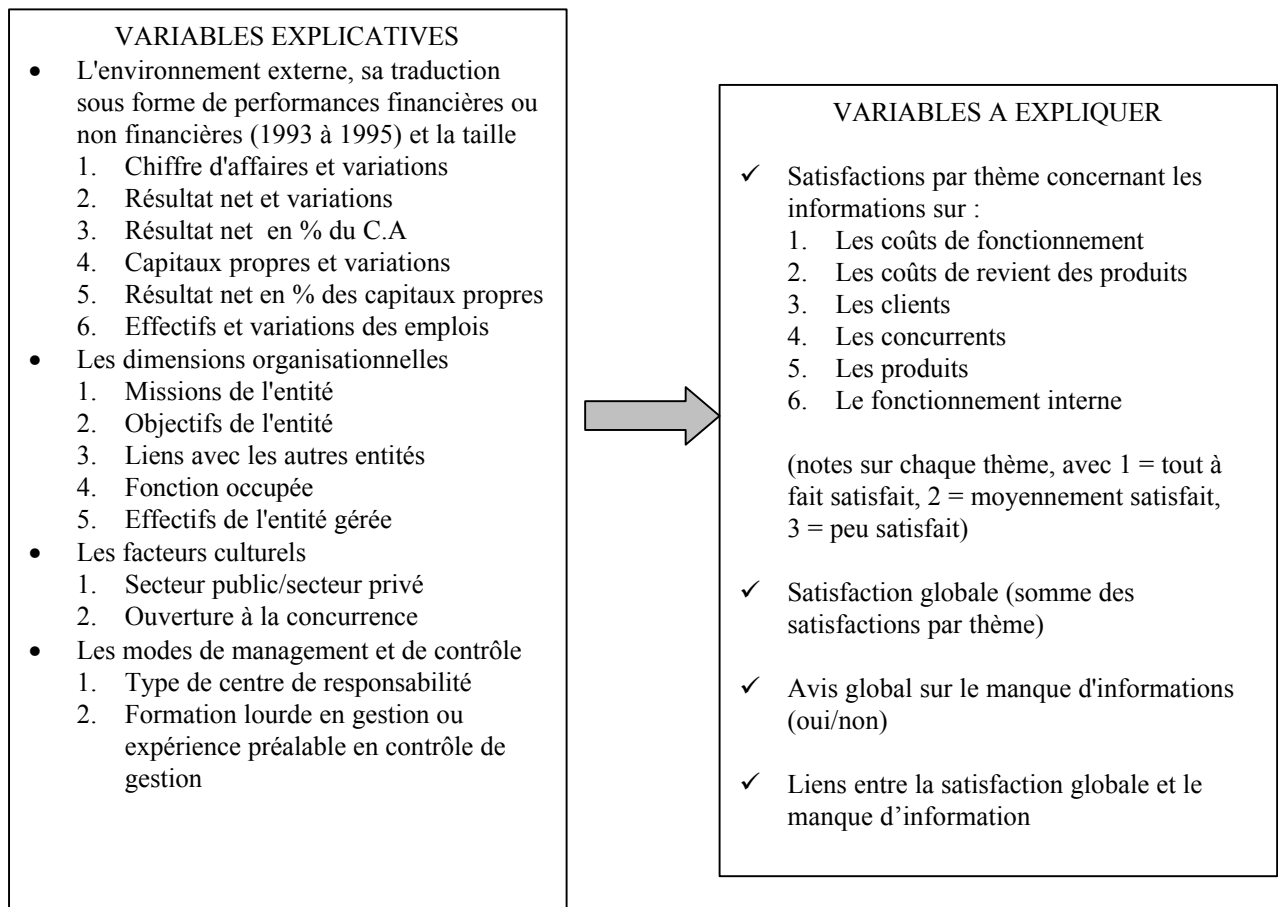 VARIABLES EXPLICATIVES
• L'environnement externe, sa traduction
sous forme de performances financières ou
non financières (1993 à 1995) et la taille
1. Chiffre d'affaires et variations
2. Résultat net et variations
3. Résultat net en % du C.A
4. Capitaux propres et variations
5. Résultat net en % des capitaux propres
6. Effectifs et variations des emplois
• Les dimensions organisationnelles
1. Missions de l'entité
2. Objectifs de l'entité
3. Liens avec les autres entités
4. Fonction occupée
5. Effectifs de l'entité gérée
• Les facteurs culturels
1. Secteur public/secteur privé
2. Ouverture à la concurrence
• Les modes de management et de contrôle
1. Type de centre de responsabilité
2. Formation lourde en gestion ou
expérience préalable en contrôle de
gestion
VARIABLES A EXPLIQUER
✓ Satisfactions par thème concernant les
informations sur :
1. Les coûts de fonctionnement
2. Les coûts de revient des produits
3. Les clients
4. Les concurrents
5. Les produits
6. Le fonctionnement interne
(notes sur chaque thème, avec 1 = tout à
fait satisfait, 2 = moyennement satisfait,
3 = peu satisfait)
✓ Satisfaction globale (somme des
satisfactions par thème)
✓ Avis global sur le manque d'informations
(oui/non)
✓ Liens entre la satisfaction globale et le
manque d’information